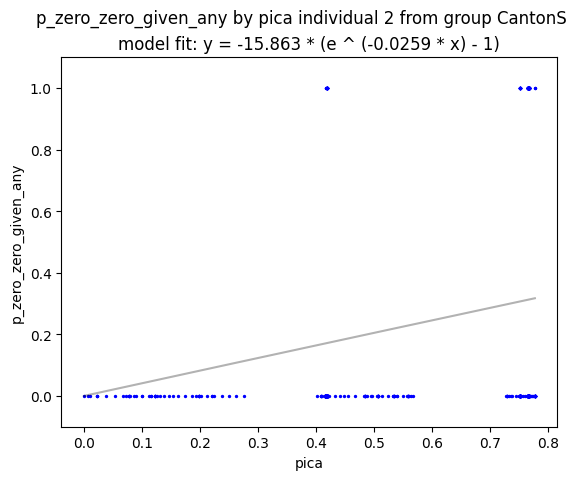 p_zero_zero_given_any by pica individual 2 from group CantonS
model fit: y = -15.863 * (e ^ (-0.0259 * x) - 1)
1.0
0.8
0.6
0.4
0.2
0.0
p_zero_zero_given_any
0.0 0.1 0.2 0.3 0.4 0.5 0.6 0.7 0.8
pica